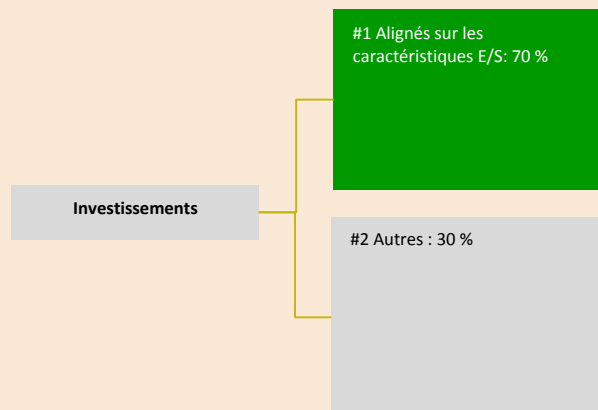 #1 Alignés sur les
caractéristiques E/S: 70 %
Investissements
#2 Autres : 30 %